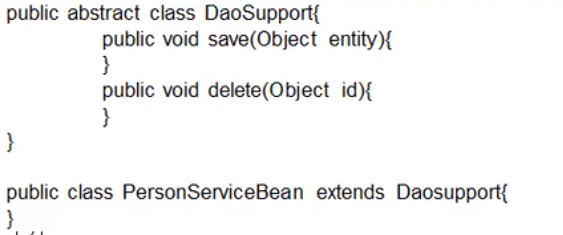 public abstract class DaoSupport{
public void save(Object entity){
}
public void delete(Object id){
}
}
public class PersonServiceBean extends Daosupport{
}